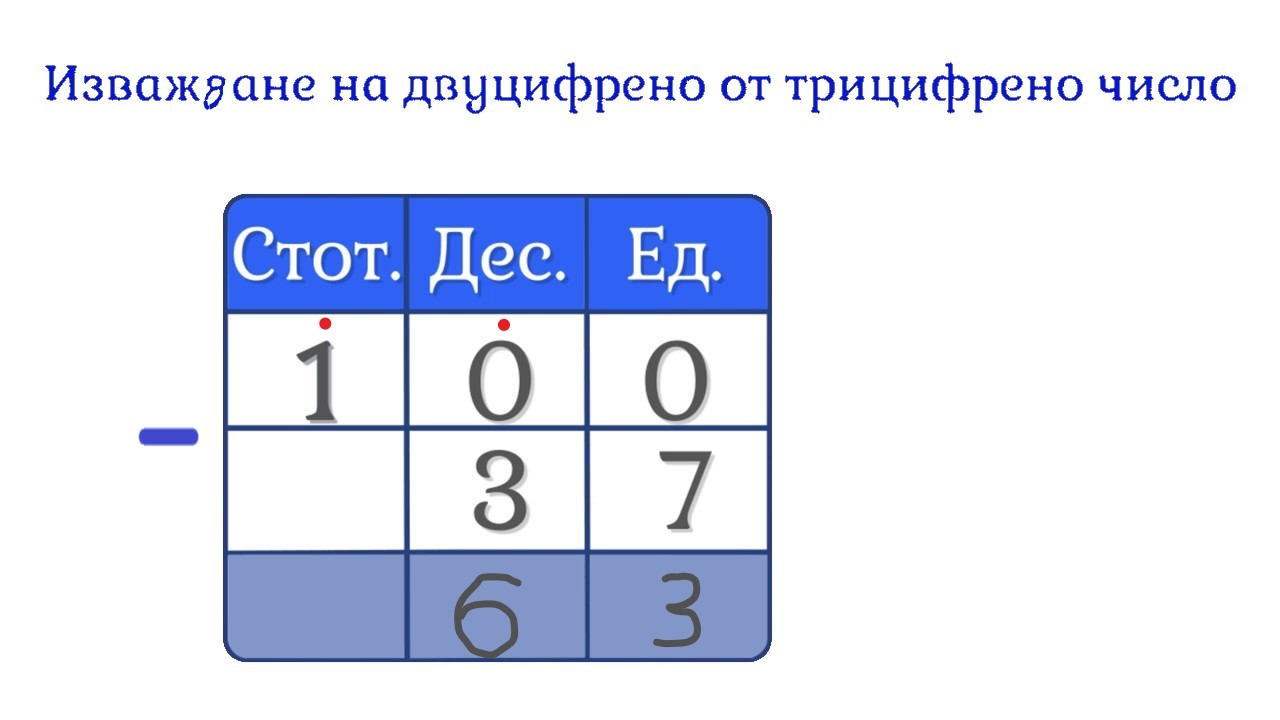 Изваждане на двуцифрено от трицифрено число
Стот. Дес. Ед.
1 0 0
-
3 7
6 3